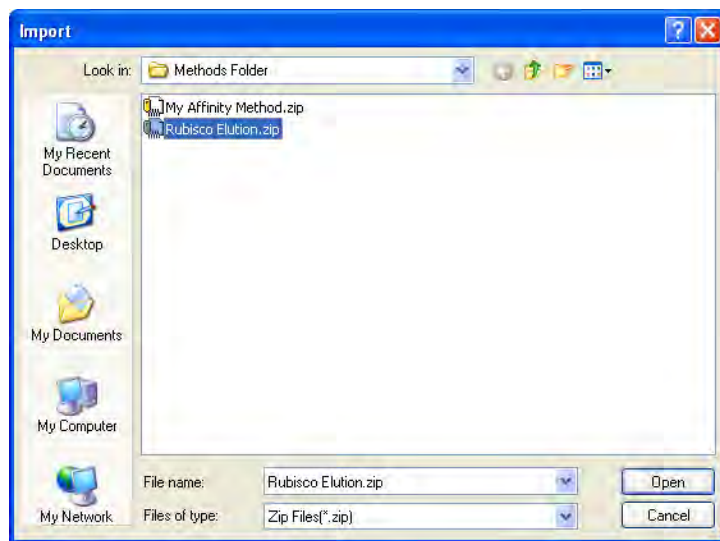 Import
Look in: Methods Folder
My Affinity Method.zip
Rubisco Elution.zip
My Recent
Documents
Desktop
My Documents
My Computer
My Network
File name: Rubisco Elution.zip Open
Files of type: Zip Files(*.zip) Cancel